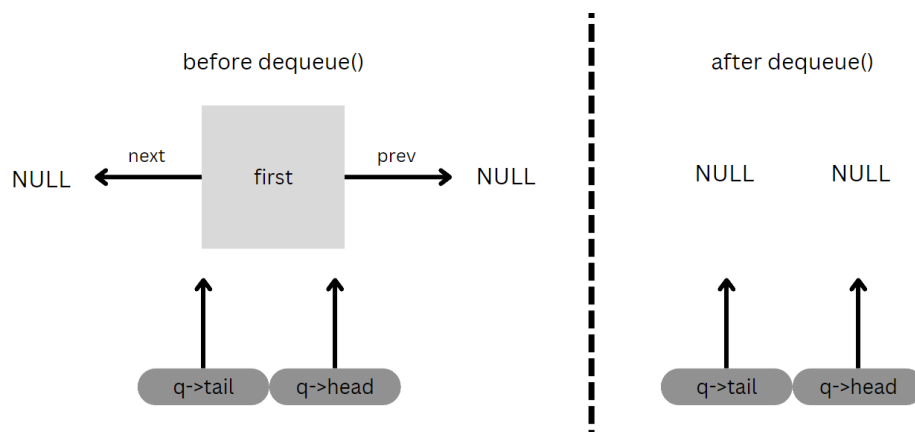 before dequeue()
next
prev
NULL
first
NULL
q->tail
q->head
after dequeue()
NULL
NULL
q->tail
q->head